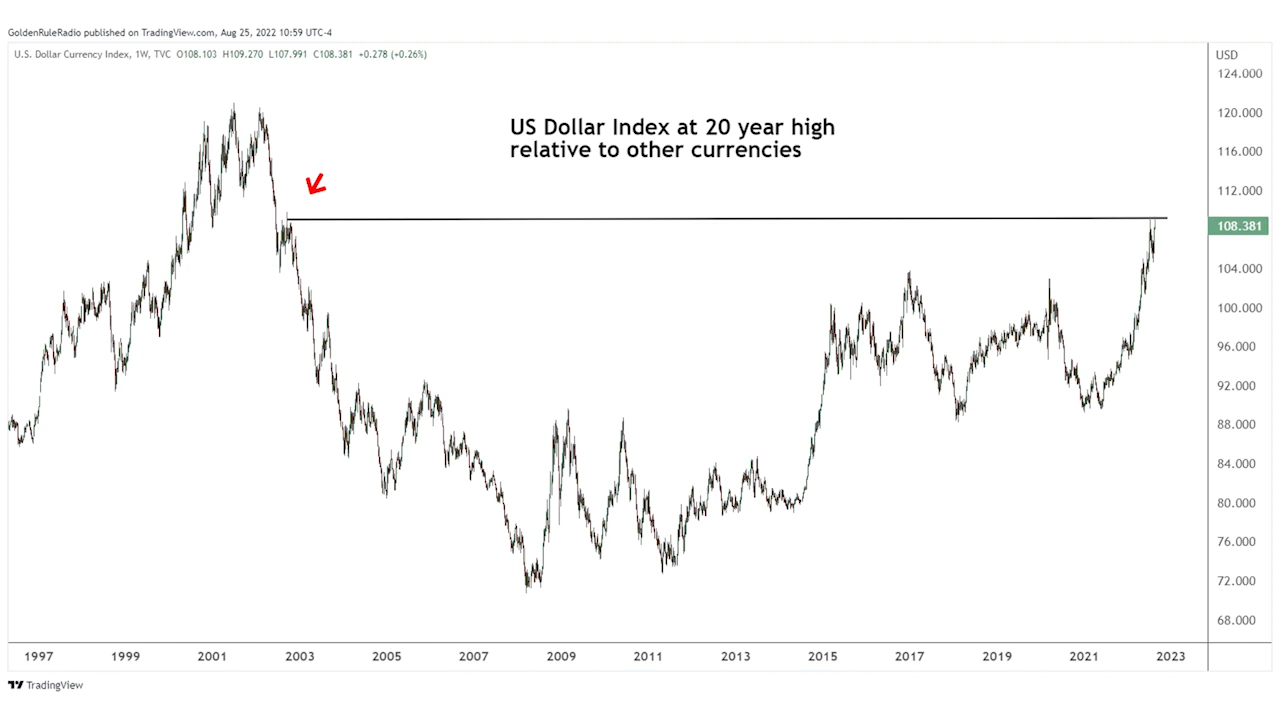 GoldenRuleRadio published on TradingView.com, Aug 25, 2022 10:59 UTC-4
U.S. Dollar Currency Index, 1W, TVC O108.103 H109.270 L107.991 C108.381 +0.278 (+0.26%)
USD
124.000
120.000
US Dollar Index at 20 year high
relative to other currencies
116.000
112.000
108.381
104.000
100.000
96.000
92.000
88.000
84.000
80.000
76.000
72.000
68.000
1997 1999 2001 2003 2005 2007 2009 2011 2013 2015 2017 2019 2021 2023
TradingView